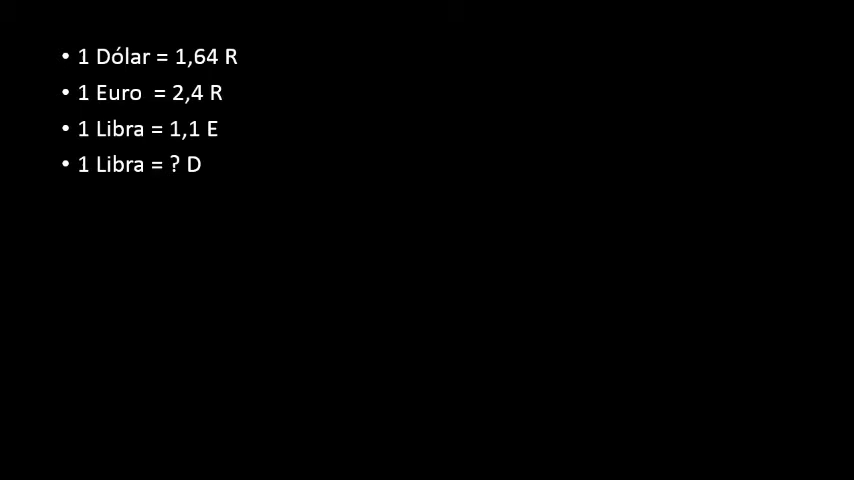 • 1 Dólar = 1,64 R
• 1 Euro  = 2,4 R
• 1 Libra = 1,1 E
• 1 Libra = ? D